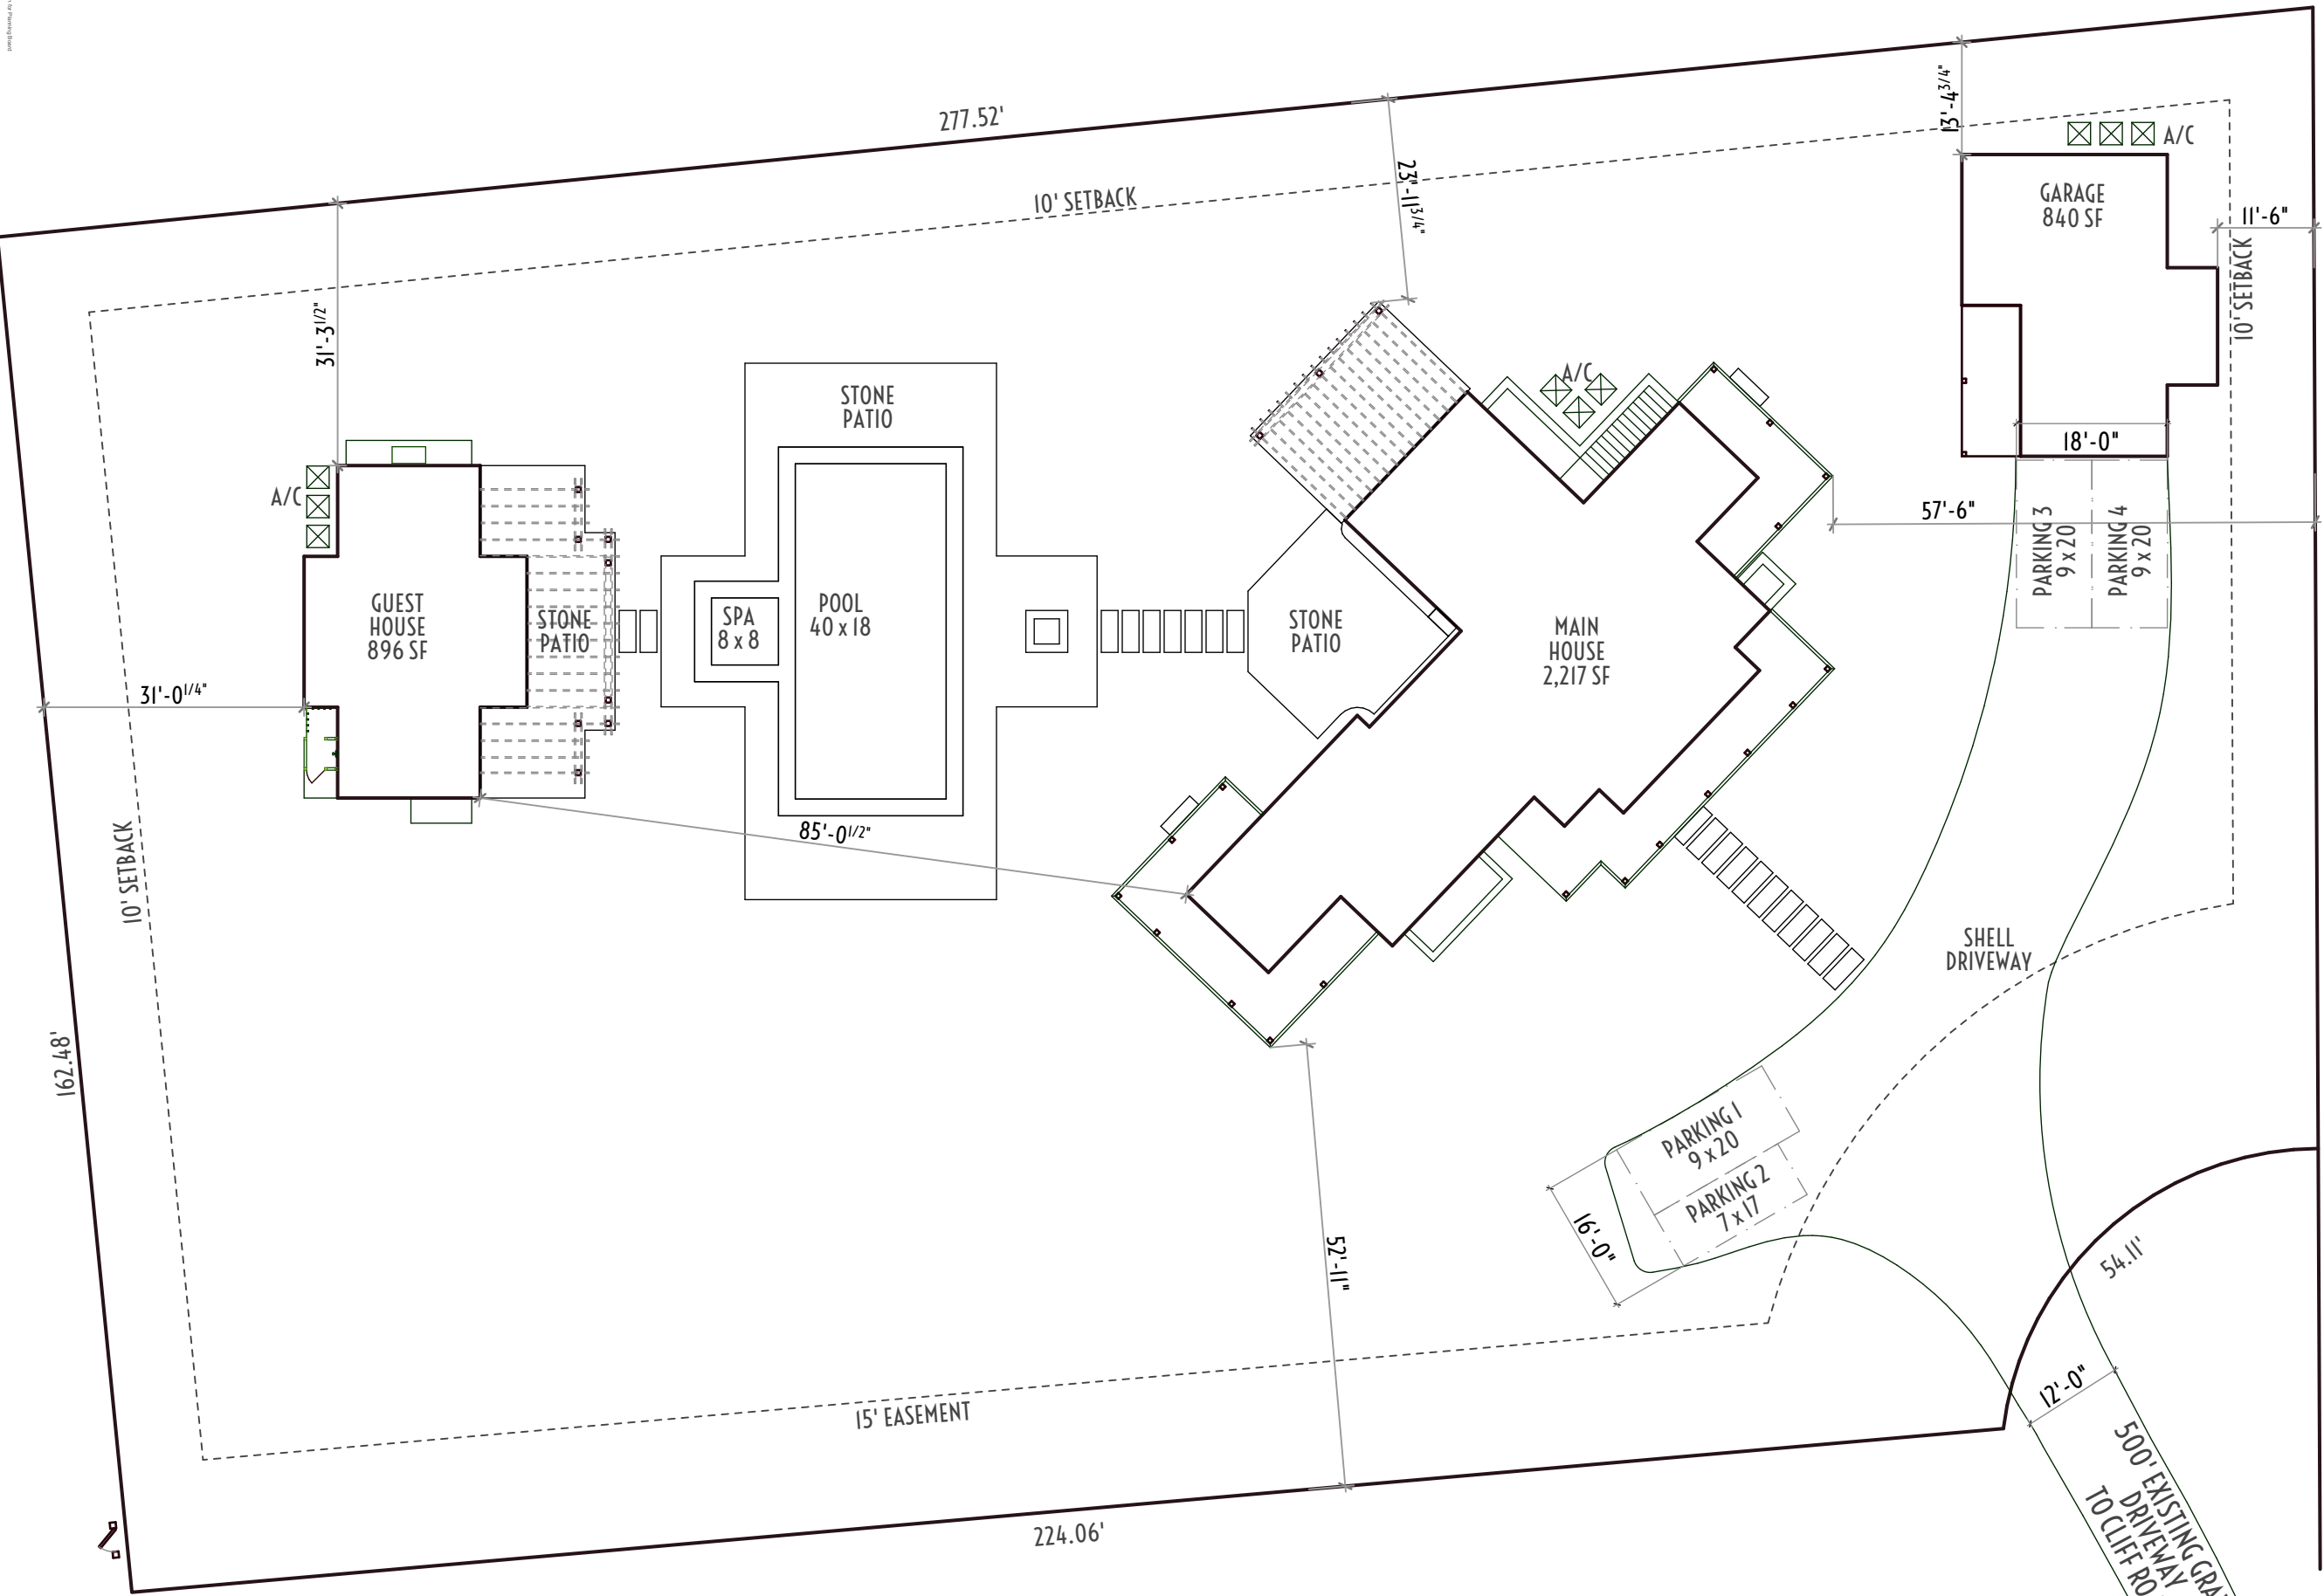 n for Planning Board
277.52'
10' SETBACK
13'-4 3/4"
23'-11 3/4"
A/C
GARAGE
840 SF
11'-6"
10' SETBACK
31'-3 1/2"
STONE
PATIO
A/C
18'-0"
A/C
57'-6"
PARKING 3
9 x 20
PARKING 4
9 x 20
GUEST
HOUSE
896 SF
STONE
PATIO
SPA
8 x 8
POOL
40 x 18
STONE
PATIO
MAIN
HOUSE
2,217 SF
31'-0 1/4"
85'-0 1/2"
10' SETBACK
SHELL
DRIVEWAY
162.48'
PARKING 1
9 x 20
PARKING 2
7 x 17
16'-0"
52'-11"
54.11'
12'-0"
15' EASEMENT
500' EXISTING GRA
DRIVEWAY
TO CLIFF RO
224.06'